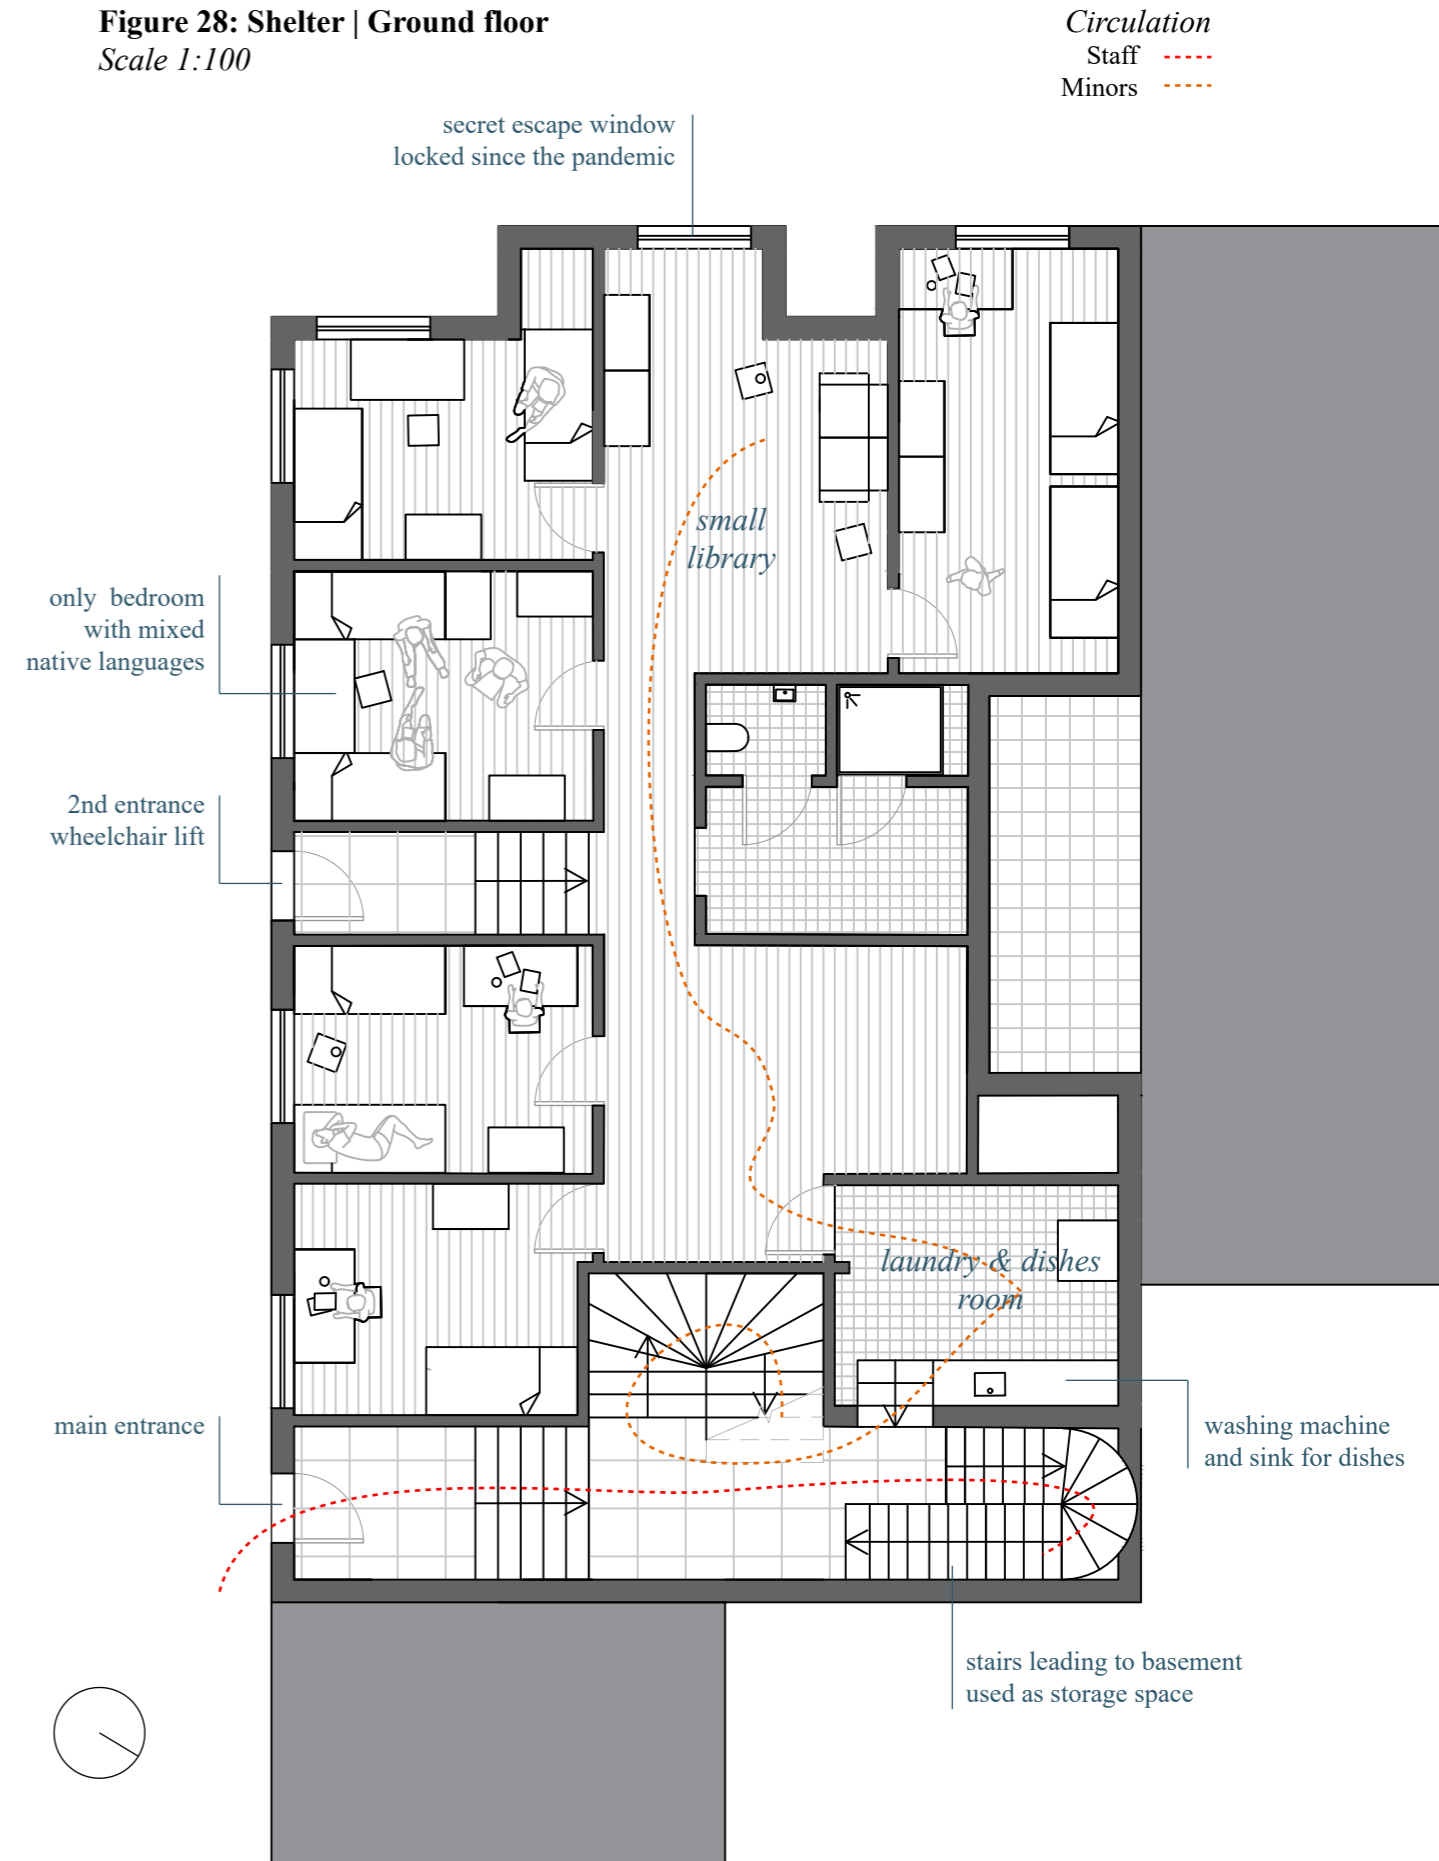 Figure 28: Shelter | Ground floor
Scale 1:100
Circulation
Staff
Minors
secret escape window
locked since the pandemic
small
library
only bedroom
with mixed
native languages
2nd entrance
wheelchair lift
laundry & dishes
room
main entrance
washing machine
and sink for dishes
stairs leading to basement
used as storage space